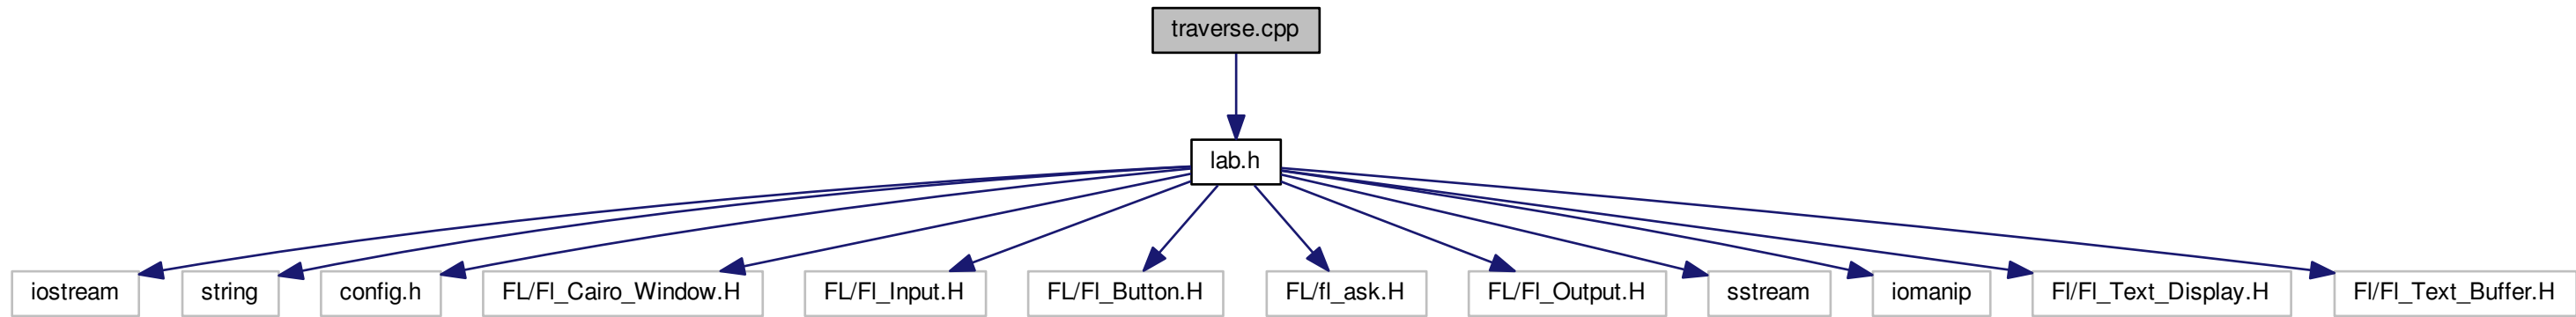 traverse.cpp
lab.h
iostream
string
config.h
FL/Fl_Cairo_Window.H
FL/Fl_Input.H
FL/Fl_Button.H
FL/fl_ask.H
FL/Fl_Output.H
sstream
iomanip
Fl/Fl_Text_Display.H
Fl/Fl_Text_Buffer.H